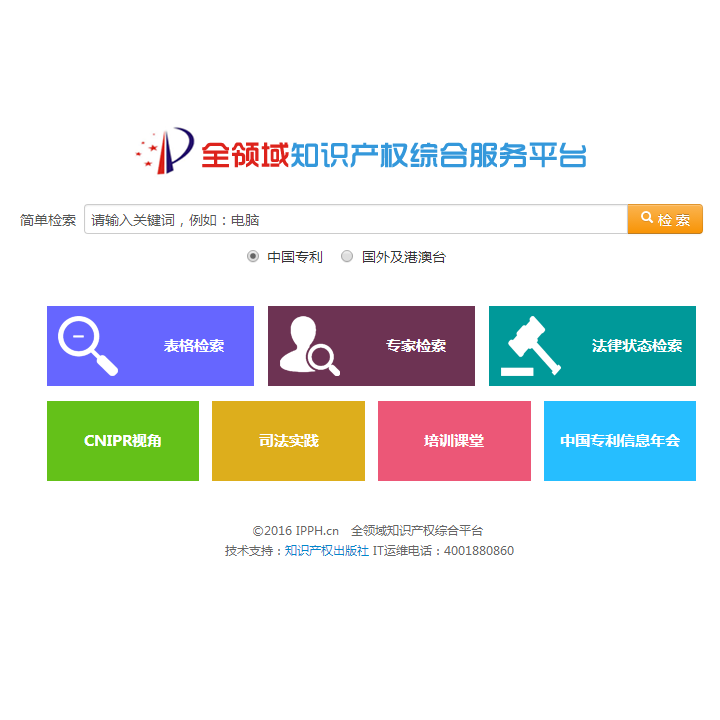 全领域知识产权综合服务平台
简单检索 请输入关键词，例如：电脑 检 索
中国专利 国外及港澳台
表格检索 专家检索 法律状态检索
CNIPR视角 司法实践 培训课堂 中国专利信息年会
©2016 IPPH.cn 全领域知识产权综合平台
技术支持：知识产权出版社 IT运维电话：4001880860